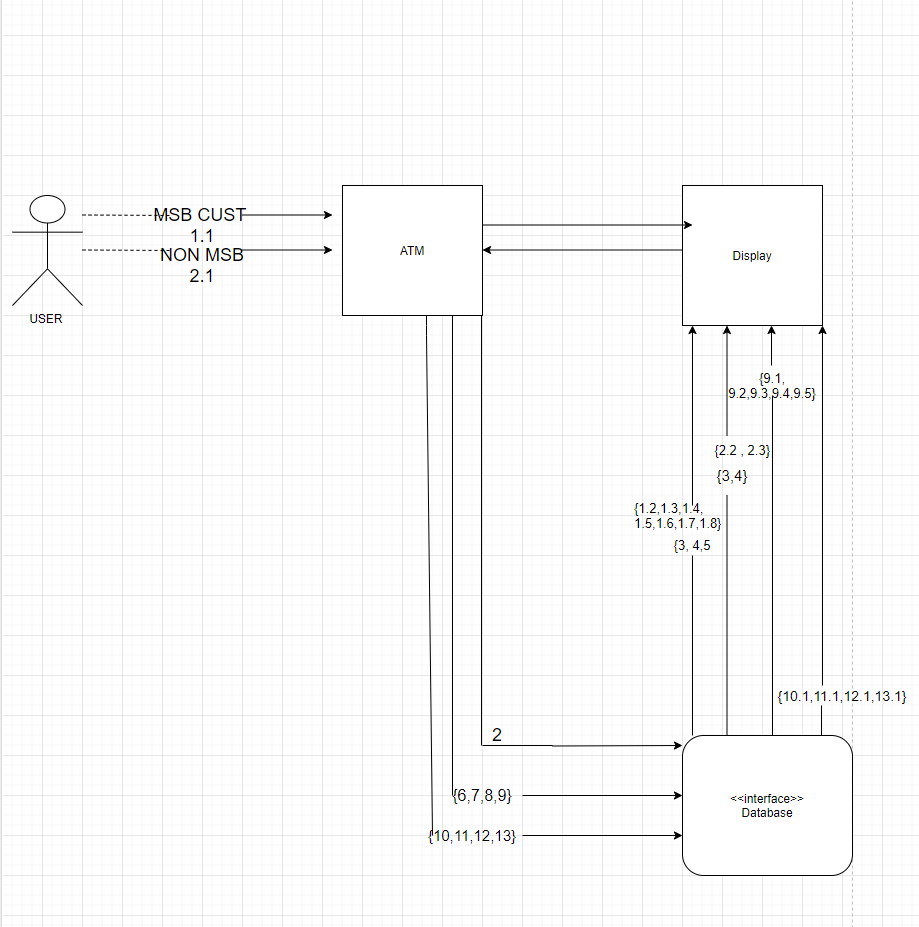 MSB CUST
1.1
NON MSB
2.1
USER
ATM
Display
{9.1,
9.2,9.3,9.4,9.5}
{2.2 , 2.3}
{3,4}
{1.2,1.3,1.4,
1.5,1.6,1.7,1.8}
{3, 4,5
{10.1,11.1,12.1,13.1}
2
{6,7,8,9}
{10,11,12,13}
<<interface>>
Database